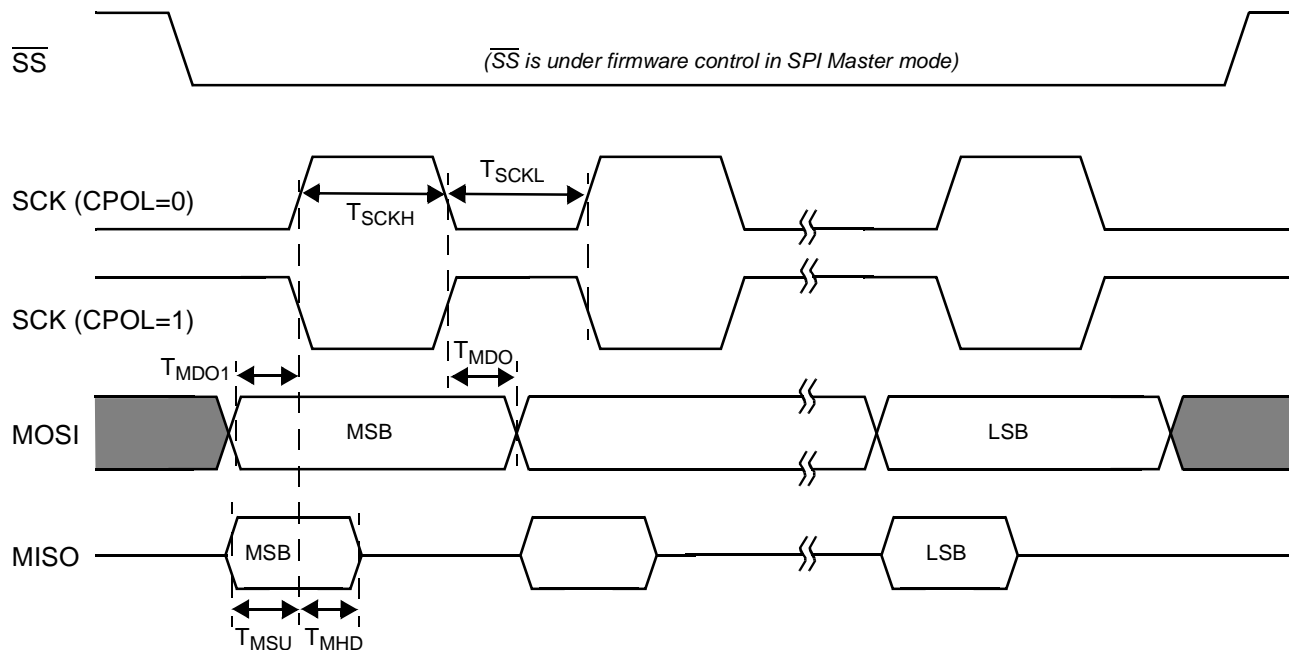 SS
(SS is under firmware control in SPI Master mode)
SCK (CPOL=0)
TSCKH
TSCKL
SCK (CPOL=1)
TMDO1
TMDO
MOSI
MSB
LSB
MISO
MSB
LSB
TMSU
TMHD